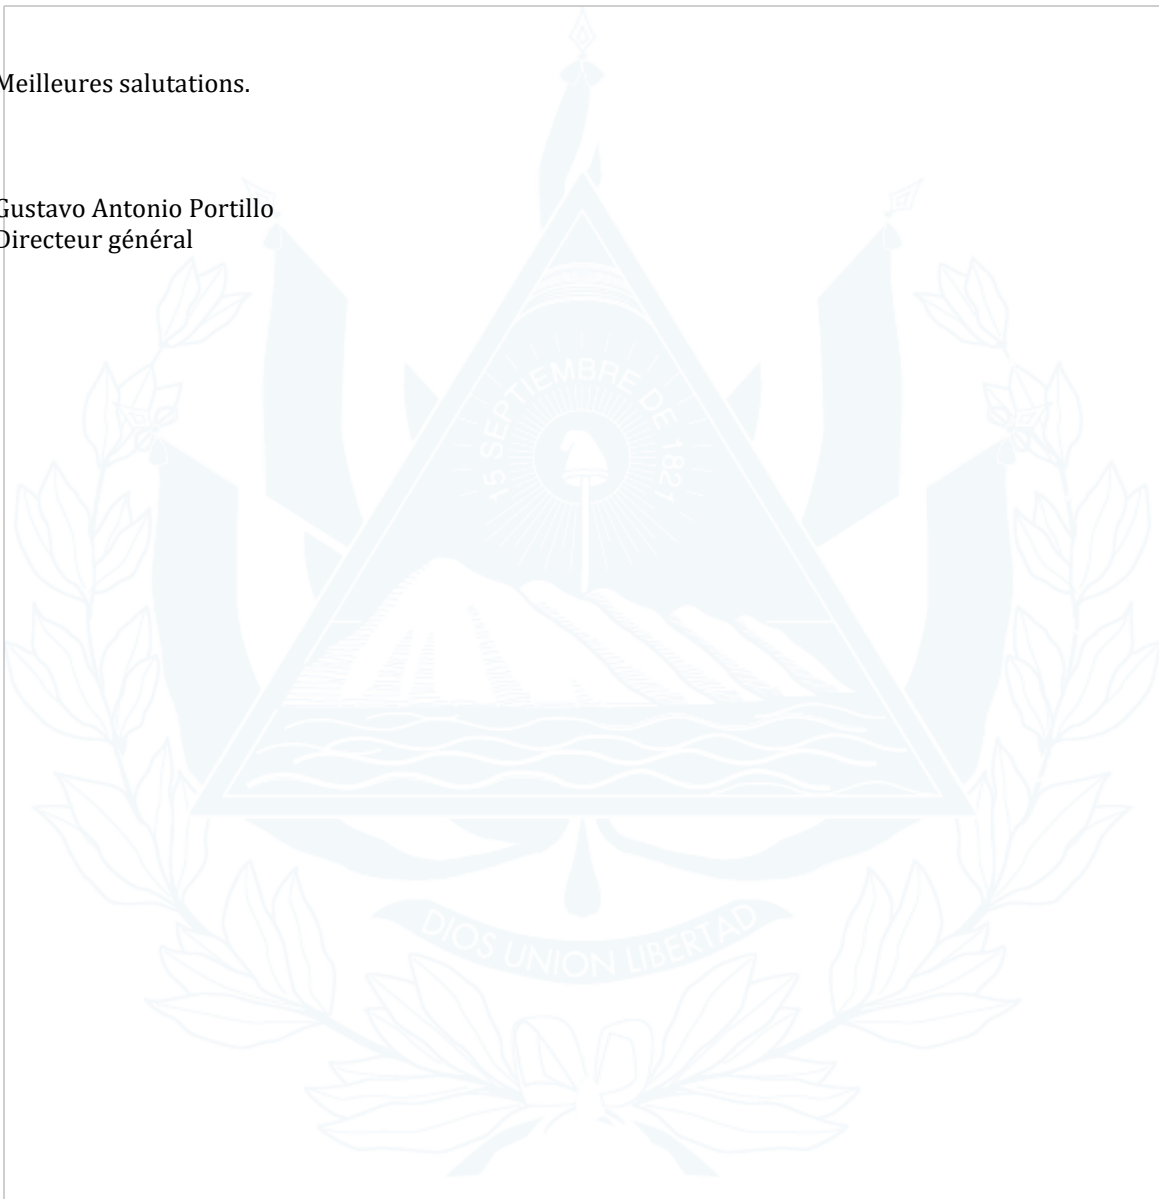 Meilleures salutations.
Gustavo Antonio Portillo
Directeur général
15 SEPTIEMBRE DE 1821
DIOS UNION LIBERTAD